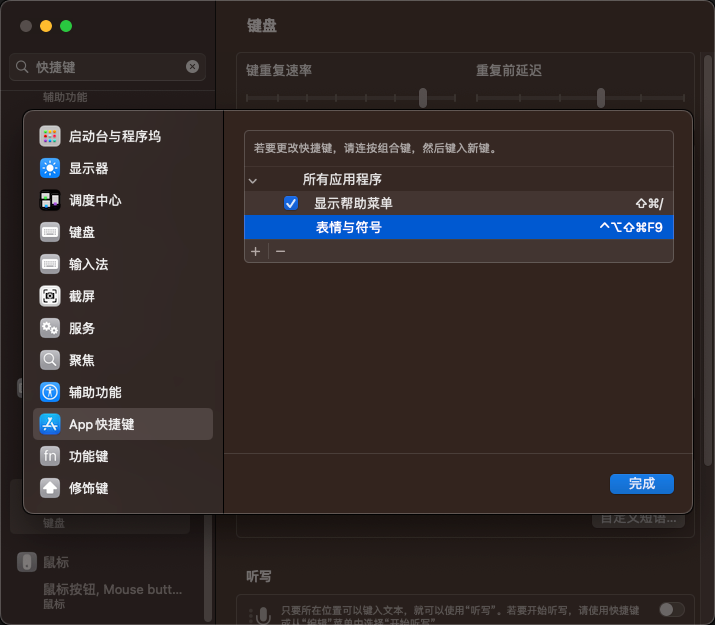 键盘
快捷键
键重复速率
重复前延迟
辅助功能
启动台与程序坞
显示器
调度中心
键盘
输入法
截屏
服务
聚焦
辅助功能
App 快捷键
fn 功能键
修饰键
若要更改快捷键，请连按组合键，然后键入新键。
所有应用程序
显示帮助菜单 ⇧⌘/
表情与符号 ^⌥⇧⌘F9
+ −
完成
键盘
鼠标
鼠标按钮, Mouse butt...
鼠标
自定义短语...
听写
只要所在位置可以键入文本，就可以使用“听写”。若要开始听写，请使用快捷键
或从“编辑”菜单中选择“开始听写”。